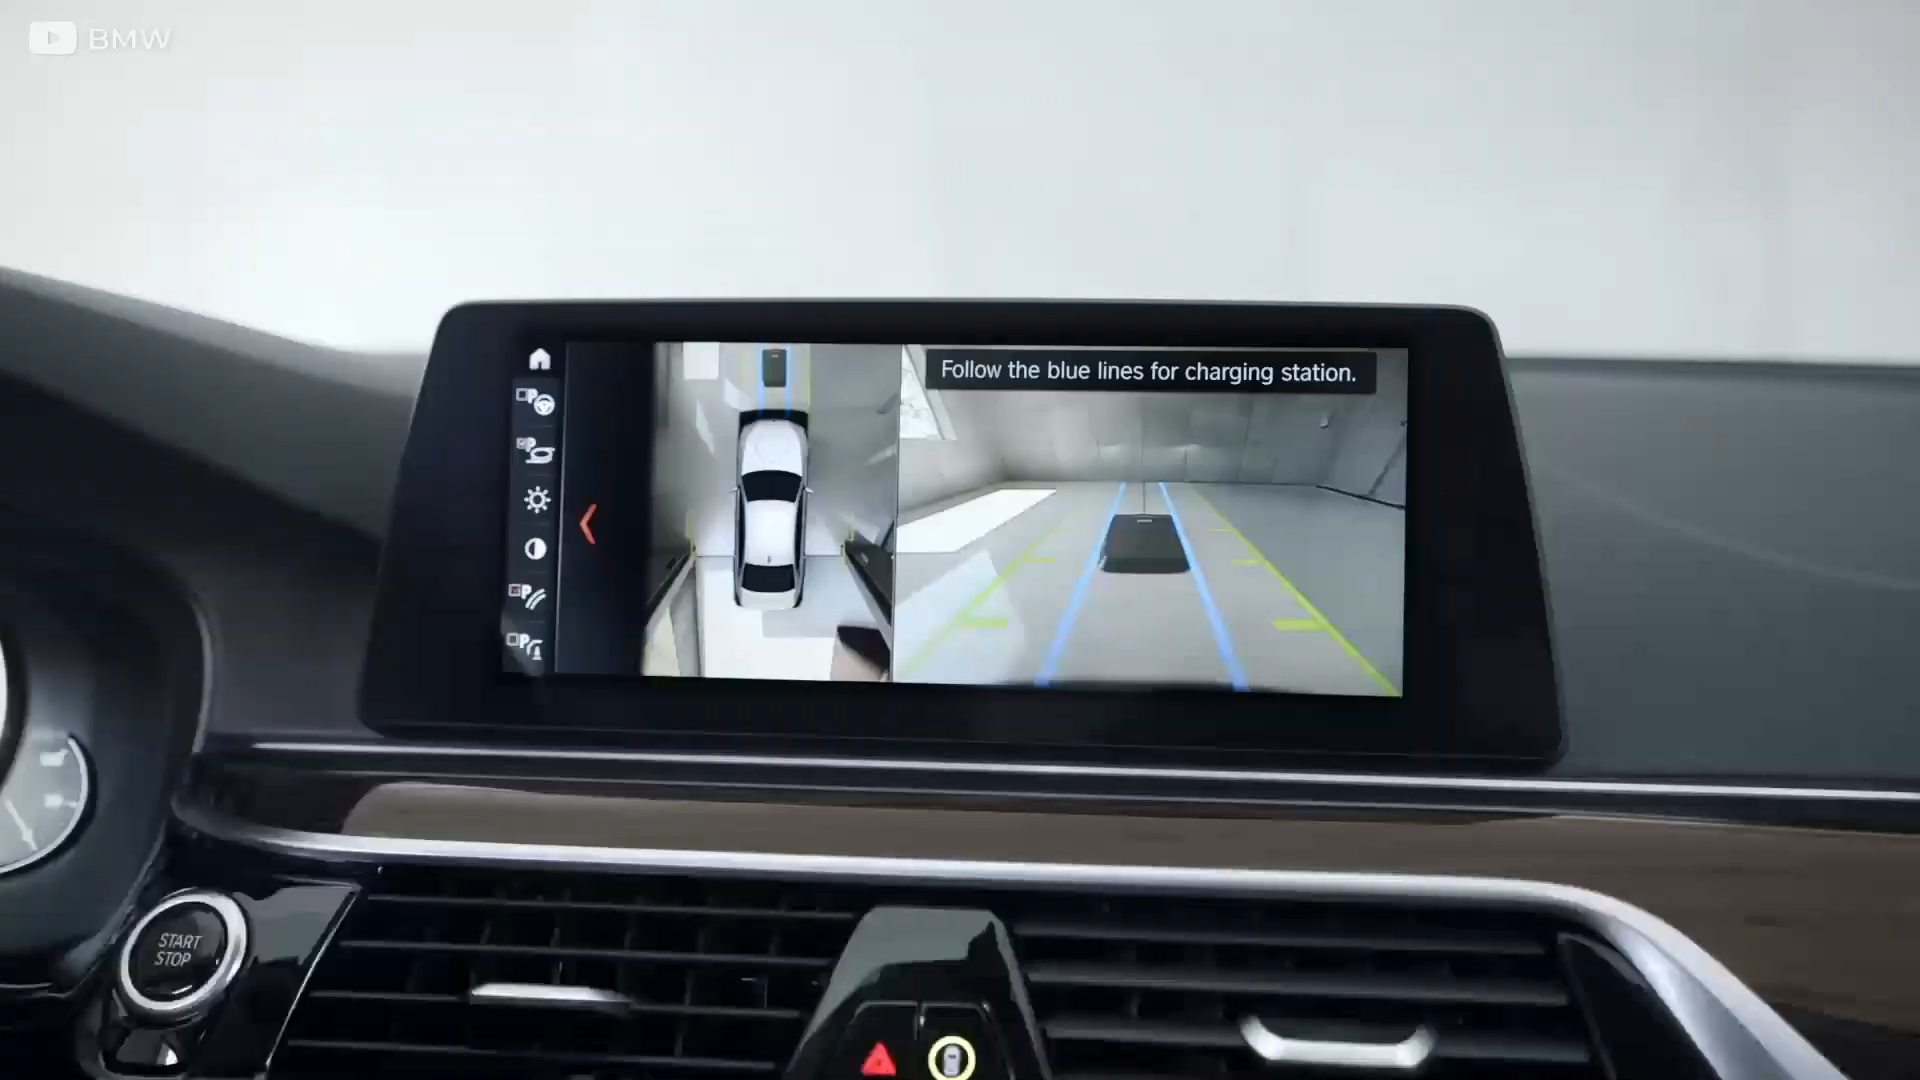 BMW
Follow the blue lines for charging station.
P
P
P
P
START
STOP